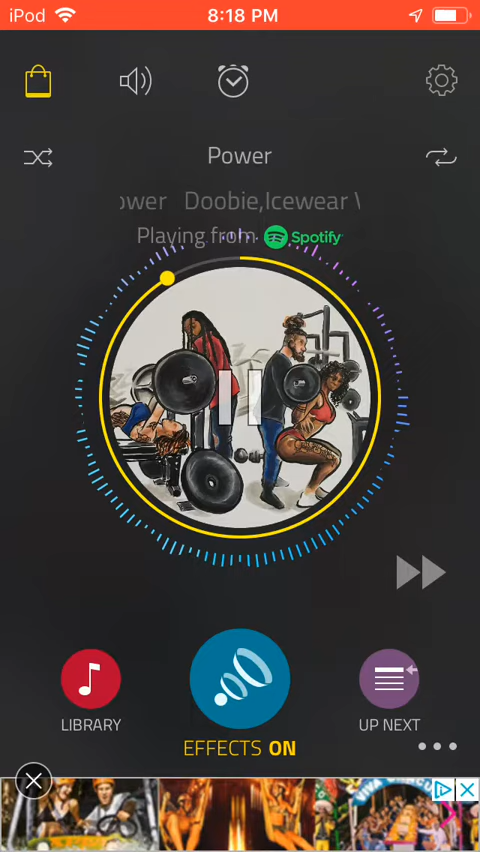 iPod 8:18 PM
Power
ower Doobie,Icewear
Playing from Spotify
LIBRARY
UP NEXT
EFFECTS ON